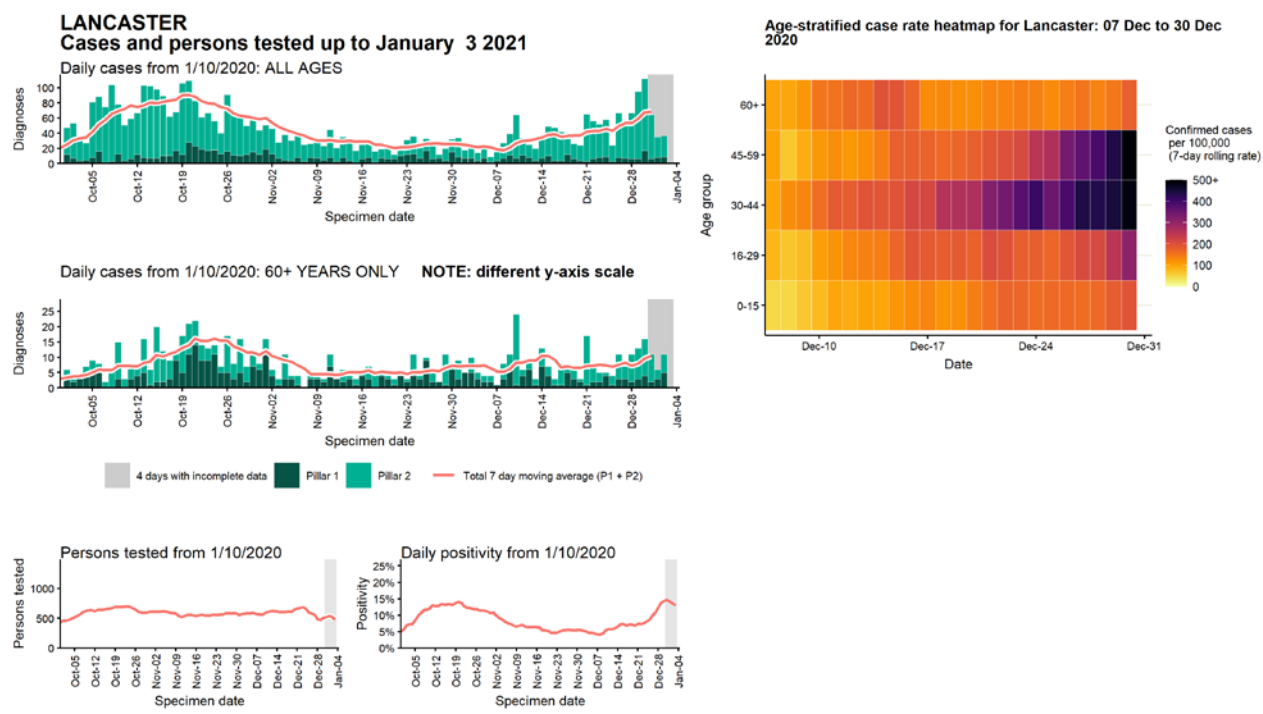 LANCASTER
Cases and persons tested up to January  3 2021
Daily cases from 1/10/2020: ALL AGES
Diagnoses
100
80
60
40
20
0
Oct-05
Oct-12
Oct-19
Oct-26
Nov-02
Nov-09
Nov-16
Nov-23
Nov-30
Dec-07
Dec-14
Dec-21
Dec-28
Jan-04
Specimen date
Daily cases from 1/10/2020: 60+ YEARS ONLY NOTE: different y-axis scale
Diagnoses
25
20
15
10
5
0
Oct-05
Oct-12
Oct-19
Oct-26
Nov-02
Nov-09
Nov-16
Nov-23
Nov-30
Dec-07
Dec-14
Dec-21
Dec-28
Jan-04
Specimen date
4 days with incomplete data
Pillar 1
Pillar 2
Total 7 day moving average (P1 + P2)
Persons tested from 1/10/2020
Persons tested
1000
500
0
Oct-05
Oct-12
Oct-19
Oct-26
Nov-02
Nov-09
Nov-16
Nov-23
Nov-30
Dec-07
Dec-14
Dec-21
Dec-28
Jan-04
Specimen date
Daily positivity from 1/10/2020
Positivity
25%
20%
15%
10%
5%
0%
Oct-05
Oct-12
Oct-19
Oct-26
Nov-02
Nov-09
Nov-16
Nov-23
Nov-30
Dec-07
Dec-14
Dec-21
Dec-28
Jan-04
Specimen date
Age-stratified case rate heatmap for Lancaster: 07 Dec to 30 Dec
2020
Age group
60+
45-59
30-44
16-29
0-15
Dec-10
Dec-17
Dec-24
Dec-31
Date
Confirmed cases
per 100,000
(7-day rolling rate)
500+
400
300
200
100
0